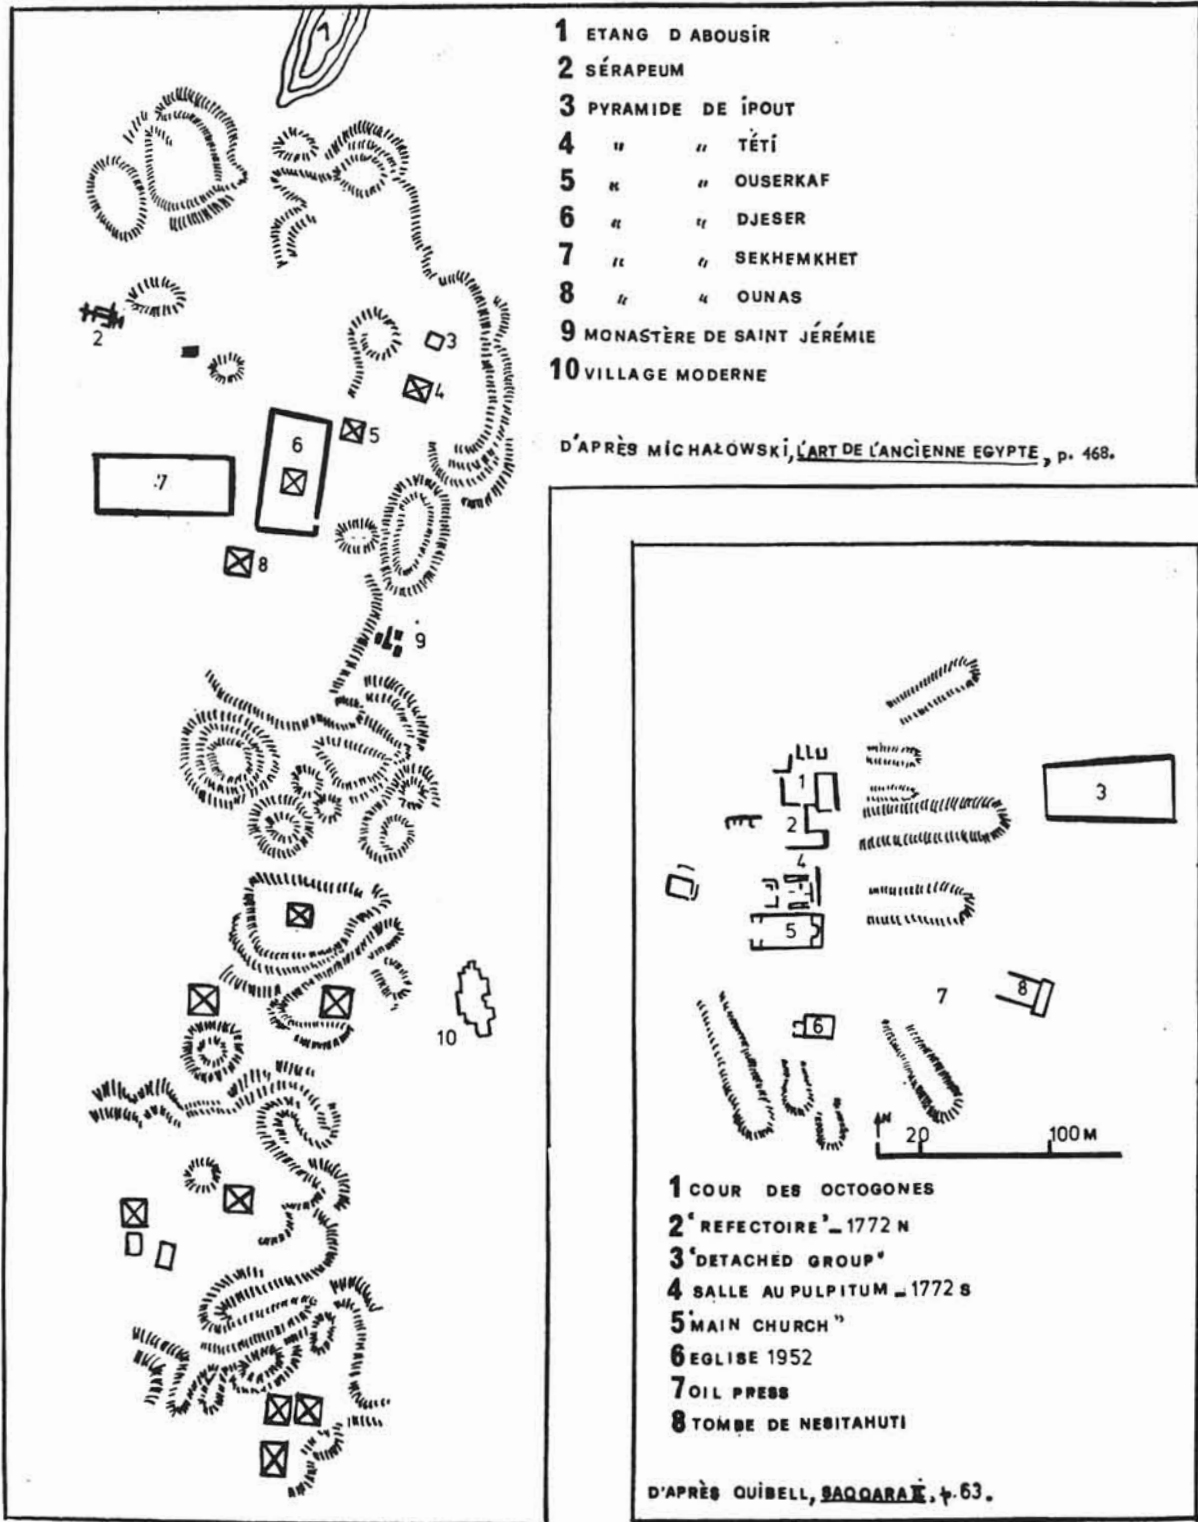 1 ETANG D ABOUSIR
2 SÉRAPEUM
3 PYRAMIDE DE IPOUT
4 " " TÉTI
5 " " OUSERKAF
6 " " DJESER
7 " " SEKHEMKHET
8 " " OUNAS
9 MONASTÈRE DE SAINT JÉRÉMIE
10 VILLAGE MODERNE
D'APRÈS MICHAŁOWSKI, L'ART DE L'ANCIENNE EGYPTE, p. 468.
1
2
3
4
5
6
7
8
9
10
1
2
3
4
5
6
7
8
N
20 100 M
1 COUR DES OCTOGONES
2 "REFECTOIRE" - 1772 N
3 "DETACHED GROUP"
4 SALLE AU PULPITUM - 1772 S
5 "MAIN CHURCH"
6 EGLISE 1952
7 OIL PRESS
8 TOMBE DE NEBITAHUTI
D'APRÈS QUIBELL, SAQQARA II, p. 63.